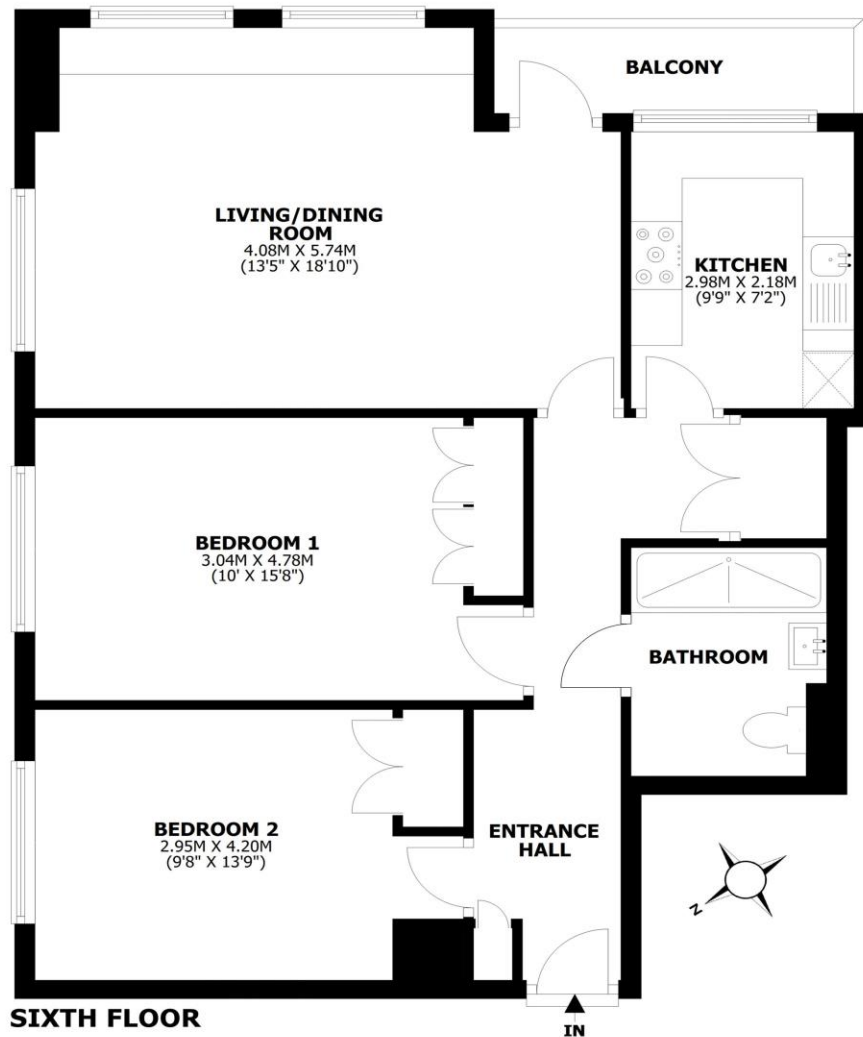 BALCONY
LIVING/DINING
ROOM
4.08M X 5.74M
(13'5" X 18'10")
KITCHEN
2.98M X 2.18M
(9'9" X 7'2")
BEDROOM 1
3.04M X 4.78M
(10' X 15'8")
BATHROOM
BEDROOM 2
2.95M X 4.20M
(9'8" X 13'9")
ENTRANCE
HALL
N
SIXTH FLOOR
IN